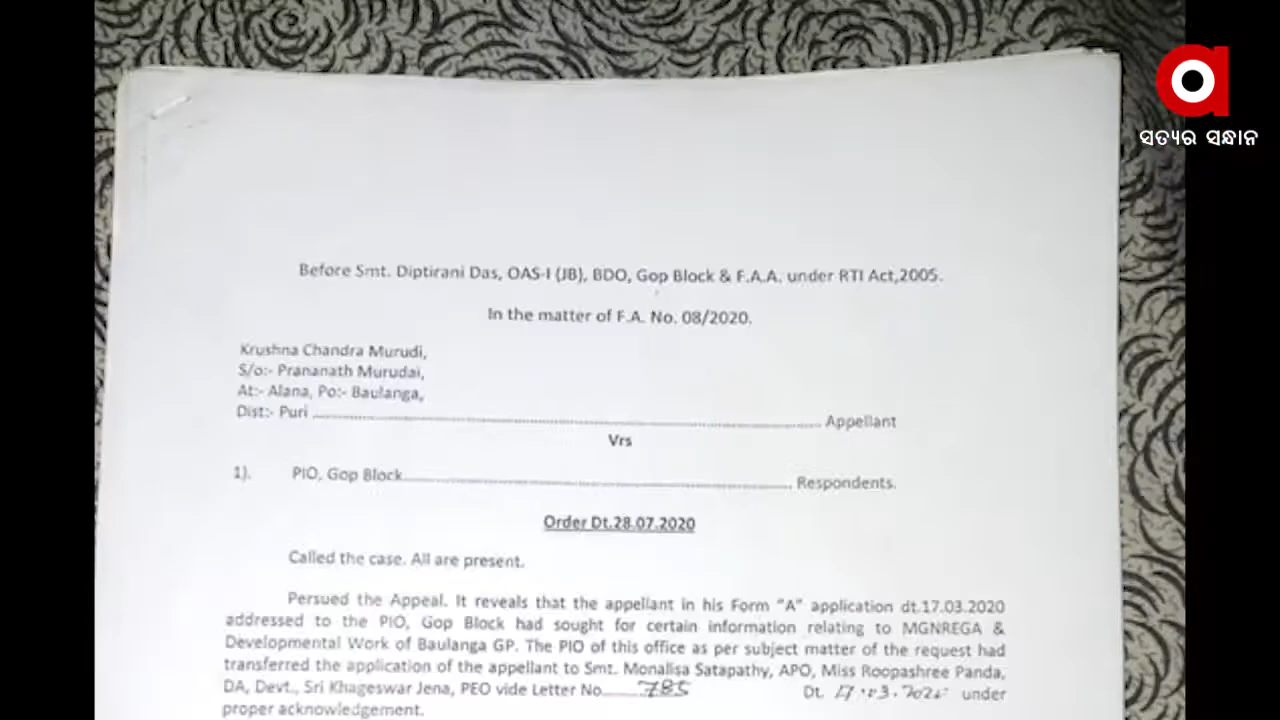 ସତ୍ୟର ସନ୍ଧାନ
Before Smt. Diptirani Das, OAS-I (JB), BDO, Gop Block & F.A.A. under RTI Act,2005.
In the matter of F.A. No. 08/2020.
Krushna Chandra Murudi,
S/o:- Prananath Murudai,
At:- Alana, Po:- Baulanga,
Dist:- Puri ........ Appellant
Vrs
1). PIO, Gop Block........ Respondents.
Order Dt.28.07.2020
Called the case. All are present.
Persued the Appeal. It reveals that the appellant in his Form “A” application dt.17.03.2020
addressed to the PIO, Gop Block had sought for certain information relating to MGNREGA &
Developmental Work of Baulanga GP. The PIO of this office as per subject matter of the request had
transferred the application of the appellant to Smt. Monalisa Satapathy, APO, Miss Roopashree Panda,
DA, Devt., Sri Khageswar Jena, PEO vide Letter No........785 Dt. under
proper acknowledgement.